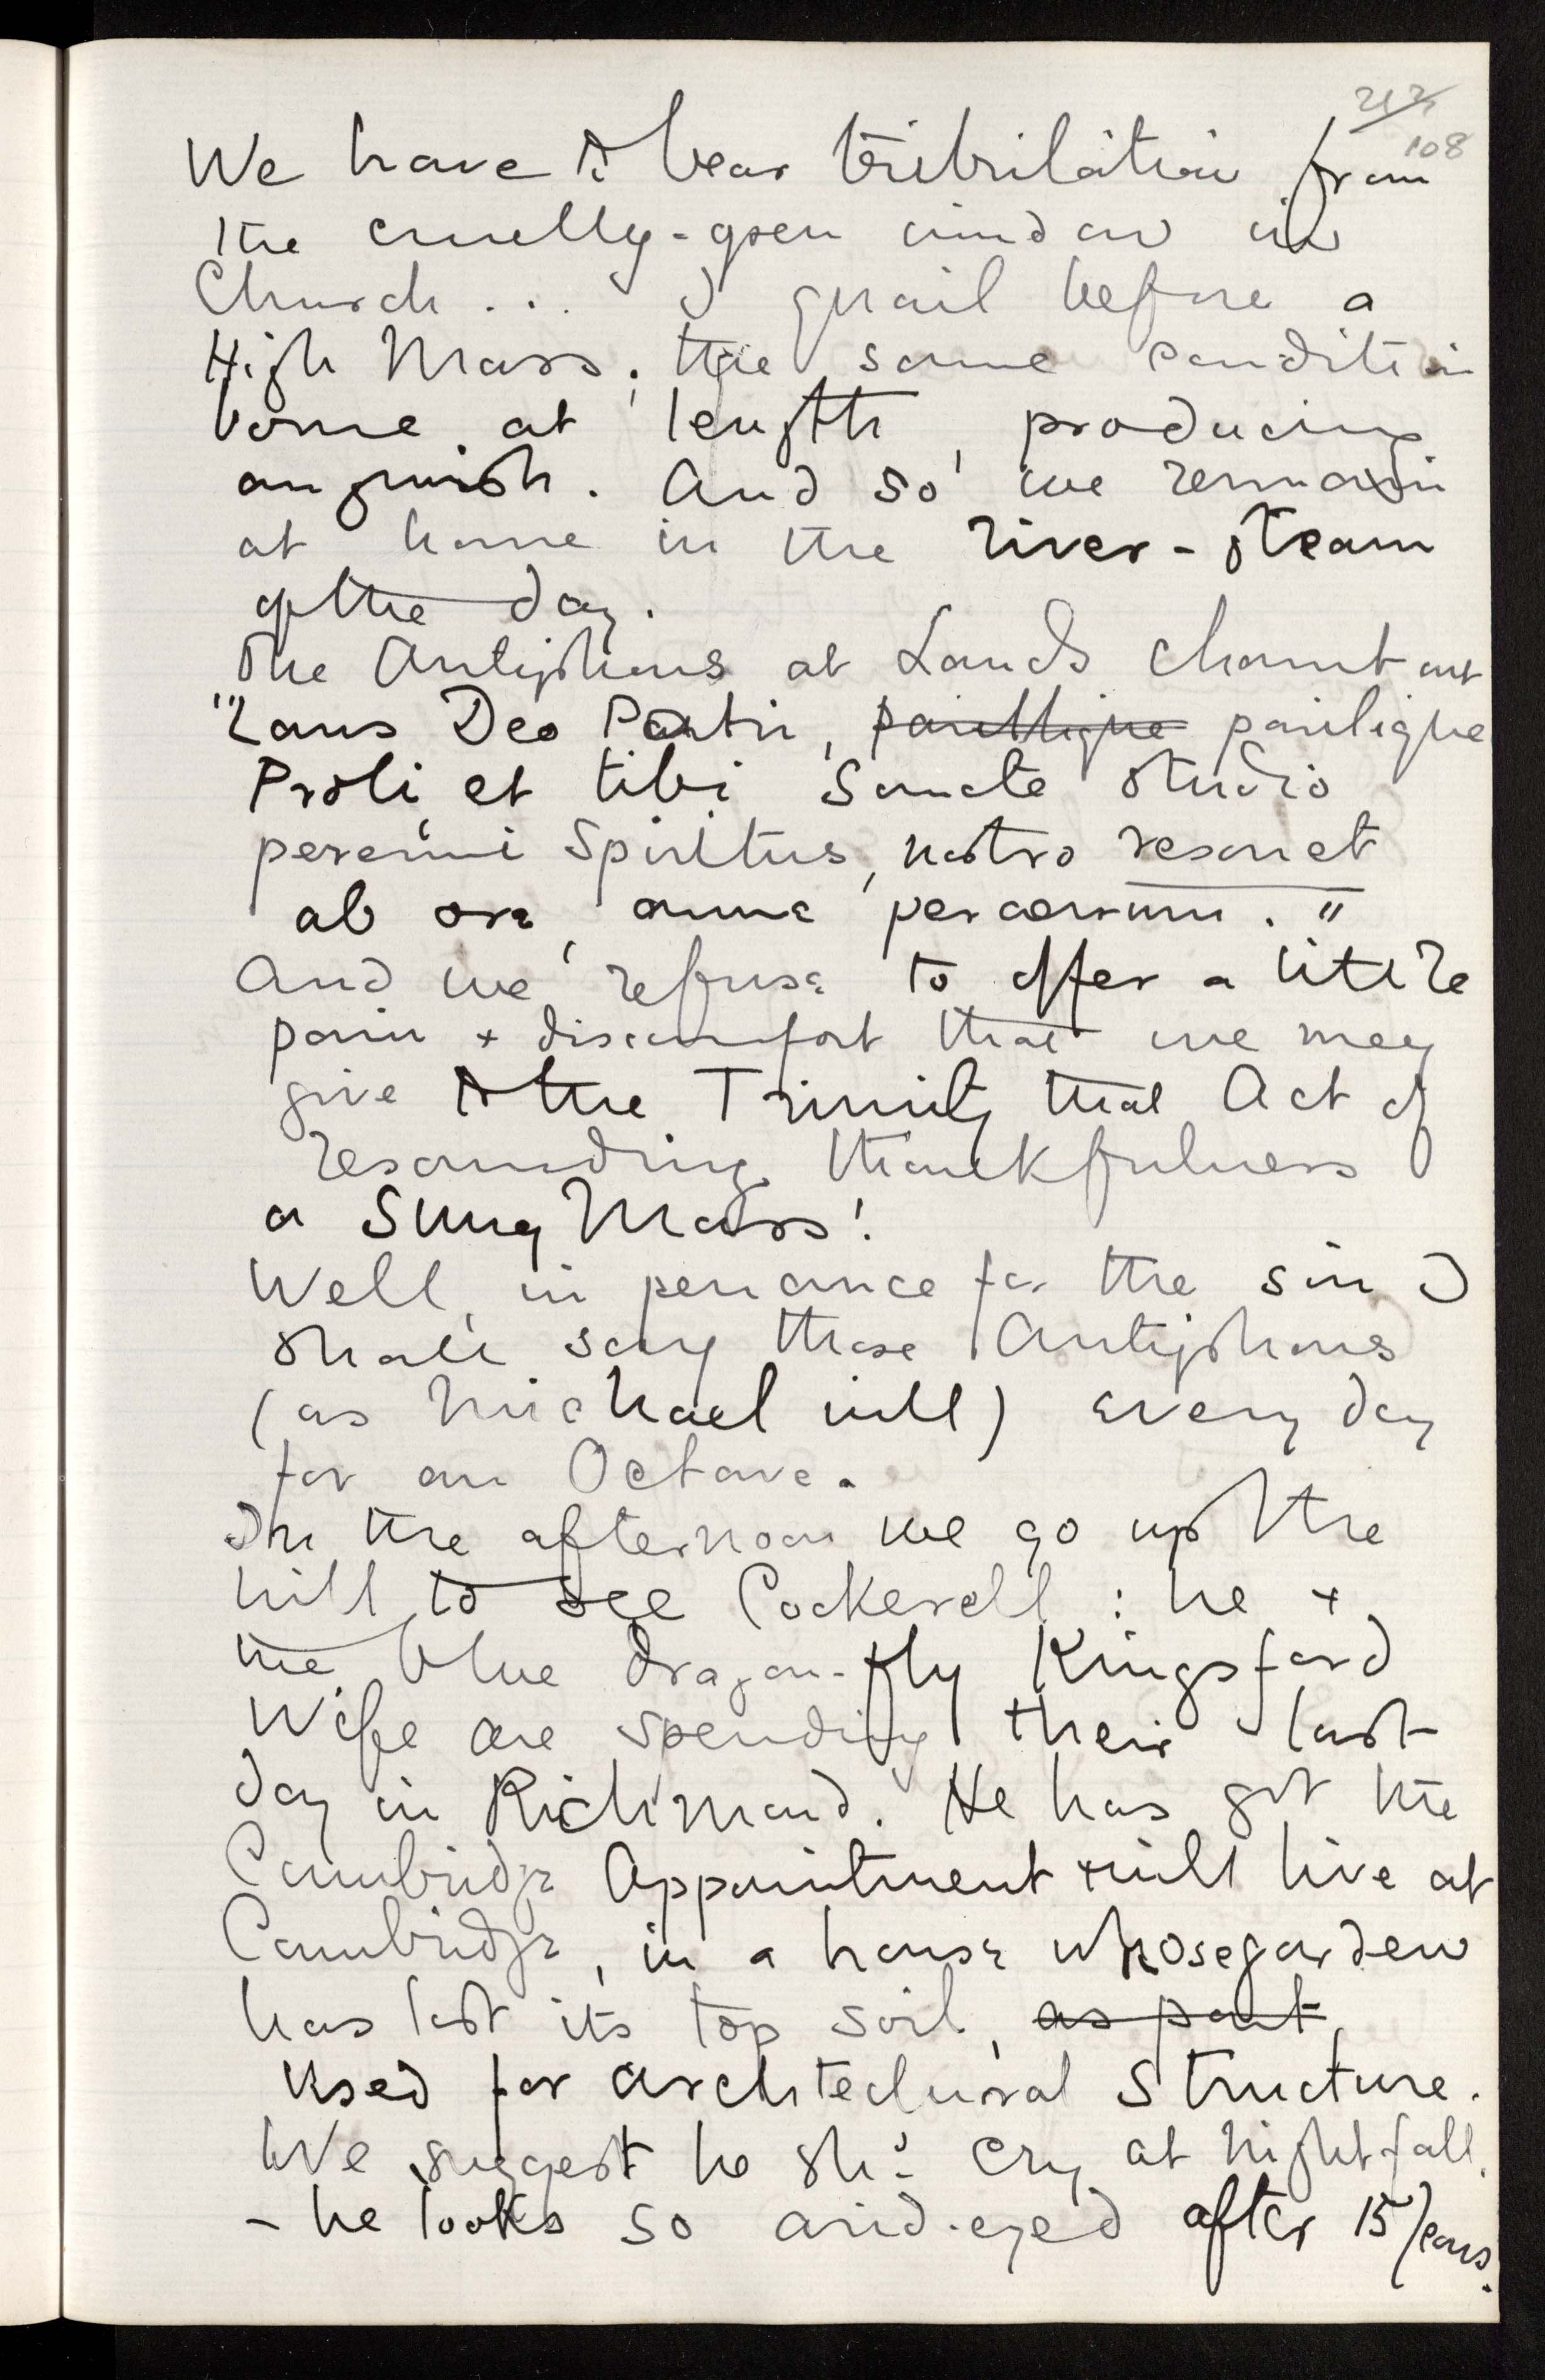 217
108
We have to bear tribulation from
the cruelly-open window in
Church . . . I quail before a
High Mass; the same condition
borne at length, producing
anguish. And so we remain
at home in the river-steam
of the day.
The Antiphons at Lauds chaunt out
"Laus Deo Patri, parilique
Proli, et tibi Sancte studio
perenni Spiritus, nostro resonet
ab ore, omne per aevum."
And we refuse to offer a little
pain + discomfort that we may
give to the Trinity that Act of
resounding thankfulness
a Sung Mass!
Well, in penance for the sin I
shall say those Antiphons
(as Michael will) every day
for an Octave.
In the afternoon we go up the
hill to see Cockerell: he +
the blue dragon-fly Kingsford
Wife are spending their last
day in Richmond. He has got the
Cambridge Appointment + will live at
Cambridge, in a house whose garden
has lost its top soil, as part,
used for architectural structure.
We suggest he shd cry at nightfall.
- he looks so arid-eyed after 15 years.